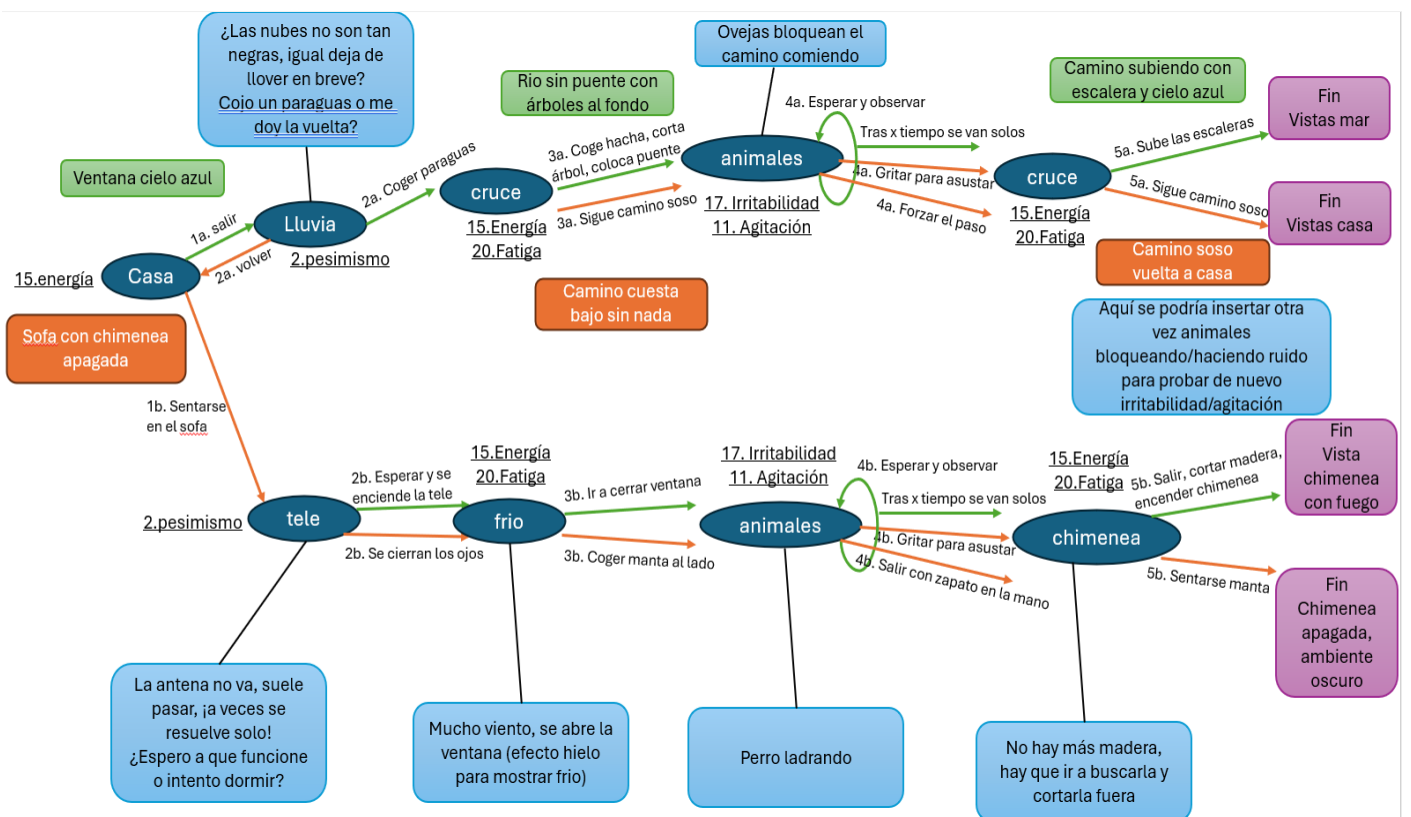 ¿Las nubes no son tan
negras, igual deja de
llover en breve?
Cojo un paraguas o me
doy la vuelta?
Ovejas bloquean el
camino comiendo
Rio sin puente con
árboles al fondo
Camino subiendo con
escalera y cielo azul
Fin
Vistas mar
Ventana cielo azul
1a. salir
Lluvia
2.pesimismo
2a. Coger paraguas
2a. volver
cruce
15.Energía
20.Fatiga
3a. Coge hacha, corta
árbol, coloca puente
3a. Sigue camino soso
animales
17. Irritabilidad
11. Agitación
4a. Esperar y observar
Tras x tiempo se van solos
4a. Gritar para asustar
4a. Forzar el paso
cruce
15.Energía
20.Fatiga
5a. Sube las escaleras
5a. Sigue camino soso
Fin
Vistas casa
15.energía
Casa
Sofa con chimenea
apagada
Camino cuesta
bajo sin nada
Camino soso
vuelta a casa
Aquí se podría insertar otra
vez animales
bloqueando/haciendo ruido
para probar de nuevo
irritabilidad/agitación
1b. Sentarse
en el sofa
2.pesimismo
tele
2b. Esperar y se
enciende la tele
2b. Se cierran los ojos
15.Energía
20.Fatiga
frio
3b. Ir a cerrar ventana
3b. Coger manta al lado
17. Irritabilidad
11. Agitación
animales
4b. Esperar y observar
Tras x tiempo se van solos
4b. Gritar para asustar
4b. Salir con zapato en la mano
15.Energía
20.Fatiga
chimenea
5b. Salir, cortar madera,
encender chimenea
5b. Sentarse manta
Fin
Vista
chimenea
con fuego
Fin
Chimenea
apagada,
ambiente
oscuro
La antena no va, suele
pasar, ¡a veces se
resuelve solo!
¿Espero a que funcione
o intento dormir?
Mucho viento, se abre la
ventana (efecto hielo
para mostrar frio)
Perro ladrando
No hay más madera,
hay que ir a buscarla y
cortarla fuera